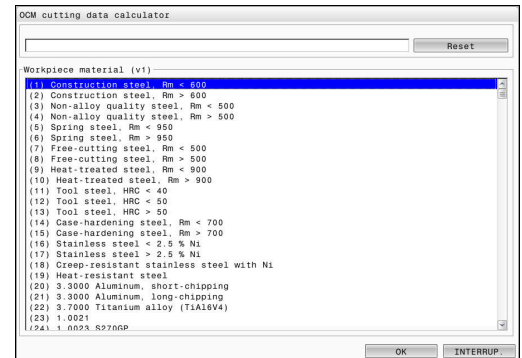 OCM cutting data calculator
Reset
Workpiece material (v1)
(1) Construction steel, Rm < 600
(2) Construction steel, Rm > 600
(3) Non-alloy quality steel, Rm < 500
(4) Non-alloy quality steel, Rm > 500
(5) Spring steel, Rm < 950
(6) Spring steel, Rm > 950
(7) Free-cutting steel, Rm < 500
(8) Free-cutting steel, Rm > 500
(9) Heat-treated steel, Rm < 900
(10) Heat-treated steel, Rm > 900
(11) Tool steel, HRC < 40
(12) Tool steel, HRC < 50
(13) Tool steel, HRC > 50
(14) Case-hardening steel, Rm < 700
(15) Case-hardening steel, Rm > 700
(16) Stainless steel < 2.5 % Ni
(17) Stainless steel > 2.5 % Ni
(18) Creep-resistant stainless steel with Ni
(19) Heat-resistant steel
(20) 3.3000 Aluminum, short-chipping
(21) 3.3000 Aluminum, long-chipping
(22) 3.7000 Titanium alloy (TiAl6V4)
(23) 1.0021
(24) 1.0023 S270GP
OK
INTERRUP.